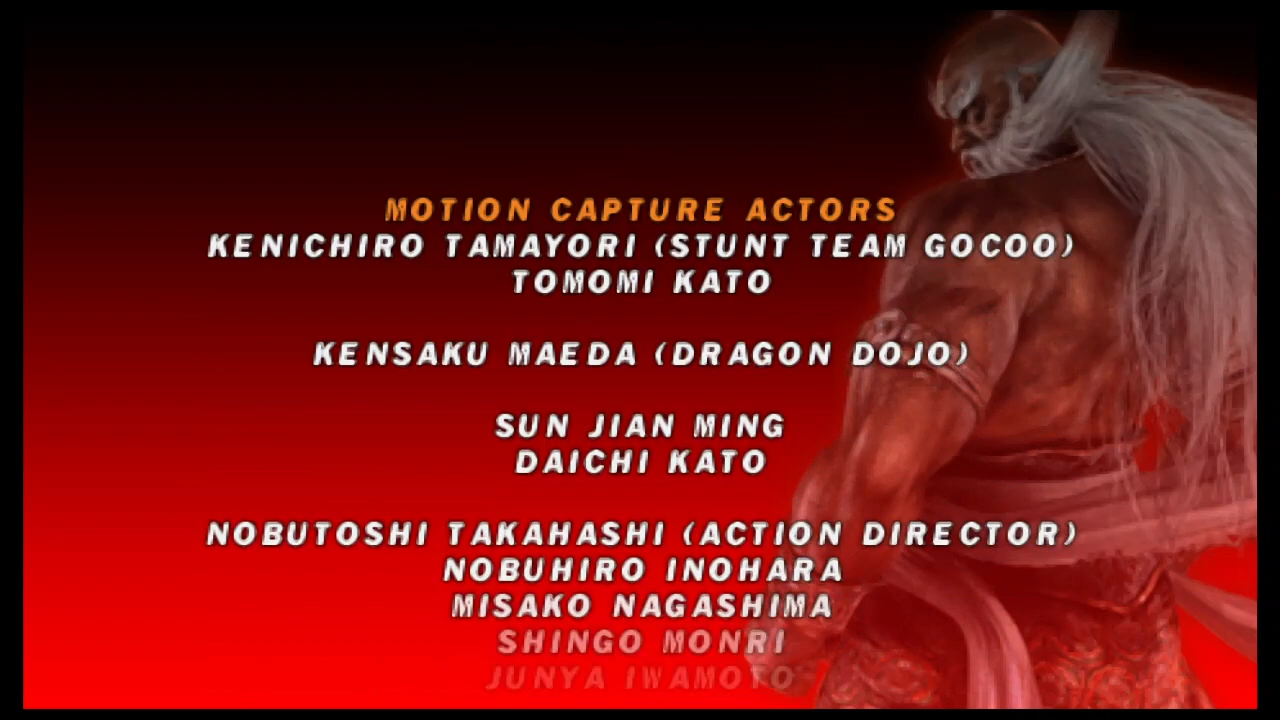 MOTION CAPTURE ACTORS
KENICHIRO TAMAYORI (STUNT TEAM GOCOO)
TOMOMI KATO
KENSAKU MAEDA (DRAGON DOJO)
SUN JIAN MING
DAICHI KATO
NOBUTOSHI TAKAHASHI (ACTION DIRECTOR)
NOBUHIRO INOHARA
MISAKO NAGASHIMA
SHINGO MONRI
JUNYA IWAMOTO